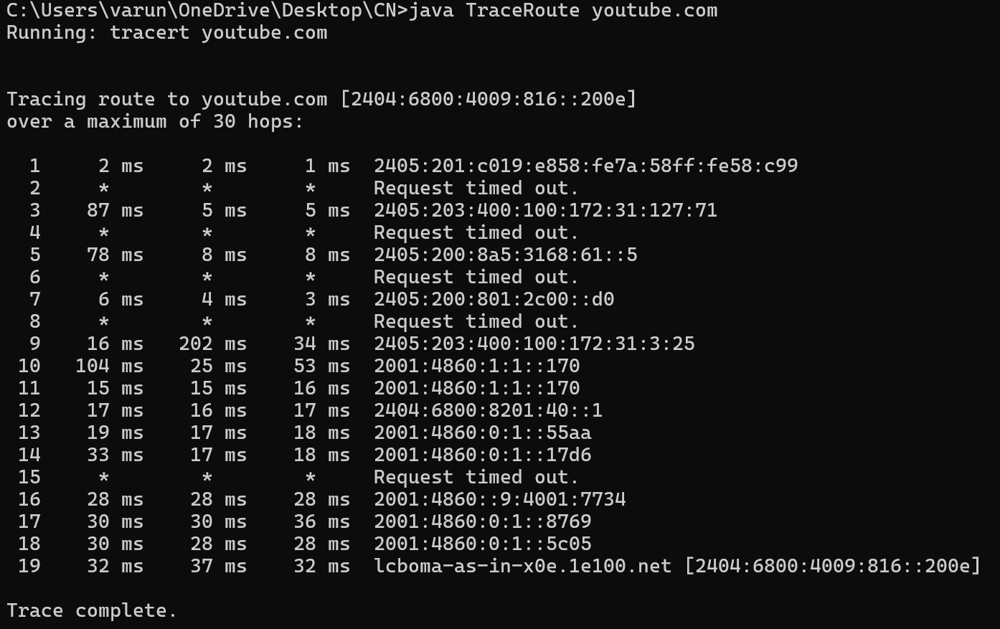 C:\Users\varun\OneDrive\Desktop\CN>java TraceRoute youtube.com
Running: tracert youtube.com
Tracing route to youtube.com [2404:6800:4009:816::200e]
over a maximum of 30 hops:
1 2 ms 2 ms 1 ms 2405:201:c019:e858:fe7a:58ff:fe58:c99
2 * * * Request timed out.
3 87 ms 5 ms 5 ms 2405:203:400:100:172:31:127:71
4 * * * Request timed out.
5 78 ms 8 ms 8 ms 2405:200:8a5:3168:61::5
6 * * * Request timed out.
7 6 ms 4 ms 3 ms 2405:200:801:2c00::d0
8 * * * Request timed out.
9 16 ms 202 ms 34 ms 2405:203:400:100:172:31:3:25
10 104 ms 25 ms 53 ms 2001:4860:1:1::170
11 15 ms 15 ms 16 ms 2001:4860:1:1::170
12 17 ms 16 ms 17 ms 2404:6800:8201:40::1
13 19 ms 17 ms 18 ms 2001:4860:0:1::55aa
14 33 ms 17 ms 18 ms 2001:4860:0:1::17d6
15 * * * Request timed out.
16 28 ms 28 ms 28 ms 2001:4860::9:4001:7734
17 30 ms 30 ms 36 ms 2001:4860:0:1::8769
18 30 ms 28 ms 28 ms 2001:4860:0:1::5c05
19 32 ms 37 ms 32 ms lcboma-as-in-x0e.1e100.net [2404:6800:4009:816::200e]
Trace complete.